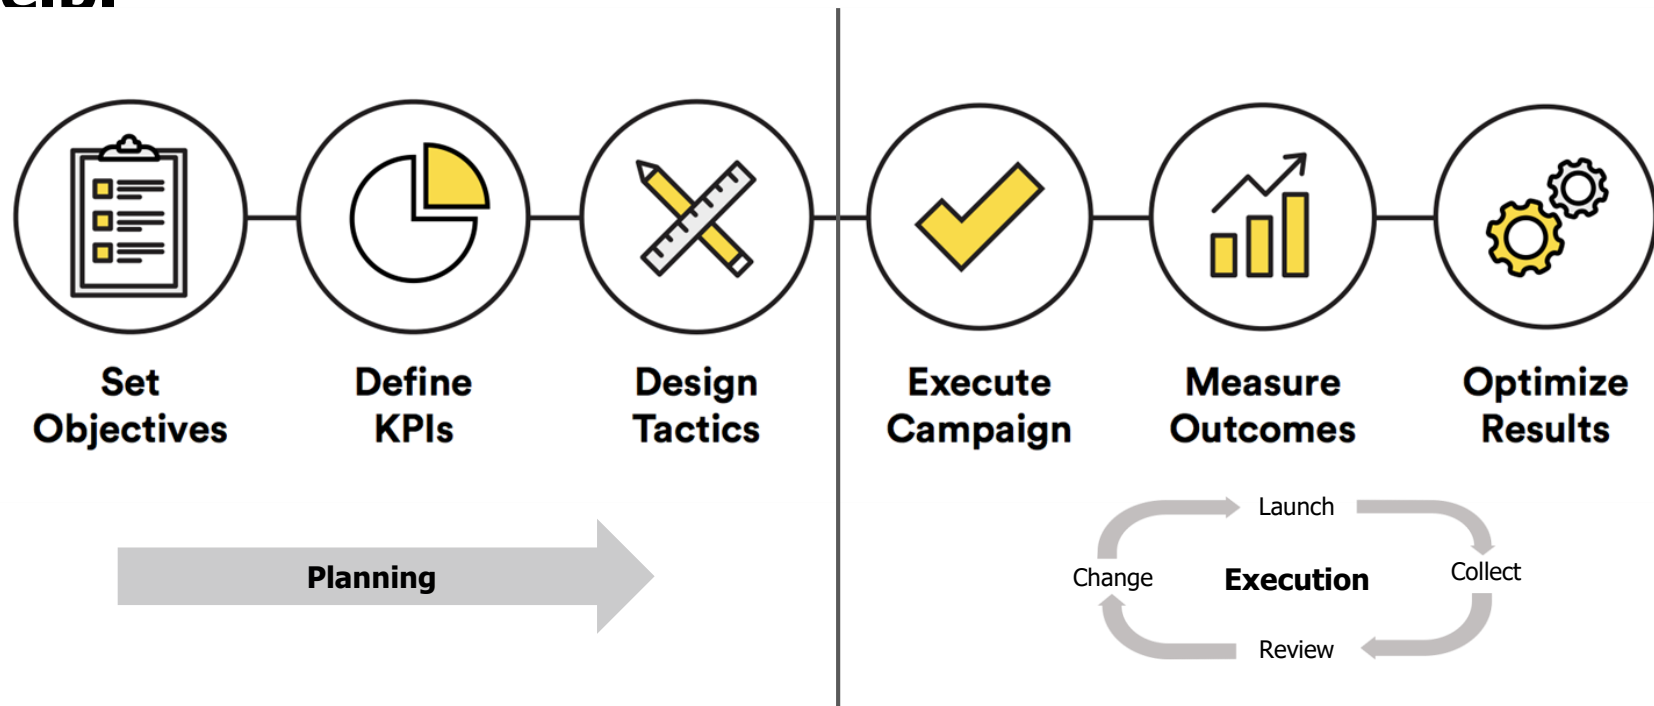 Set
Objectives
Define
KPIs
Design
Tactics
Execute
Campaign
Measure
Outcomes
Optimize
Results
Planning
Launch
Change
Execution
Collect
Review